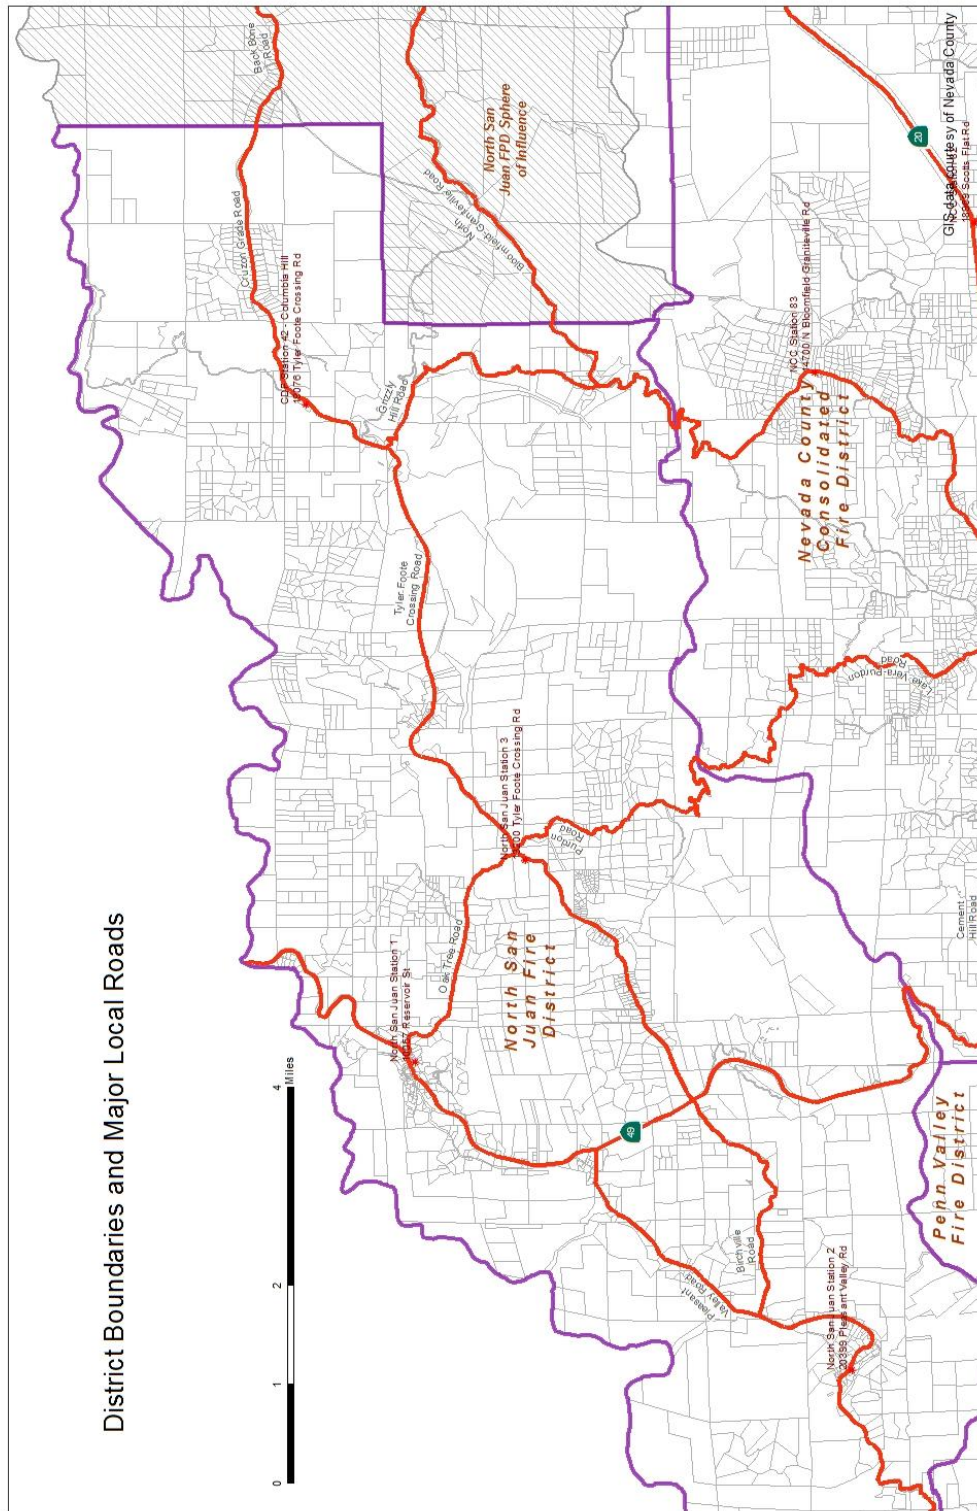 District Boundaries and Major Local Roads
0
1
2
4
Miles
Back Bone
Road
Cruzon Grade Road
North San
Juan FPD Sphere
of Influence
North
Bloomfield-Graniteville Road
CDF Station 42 - Columbia Hill
Tyler Foote Crossing Rd
Grizzly
Hill Road
Tyler Foote
Crossing Road
North San Juan Station 3
Tyler Foote Crossing Rd
Purdon
Road
North San Juan Station 1
Reservoir St
Oak Tree Road
North San
Juan Fire
District
49
Pleasant
Valley Road
Birchville
Road
North San Juan Station 2
20399 Pleasant Valley Rd
Penn Valley
Fire District
Cement
Hill Road
Lake Vera-Purdon
Road
Nevada County
Consolidated
Fire District
NCC Station 83
14700 N Bloomfield Graniteville Rd
20
GIS data courtesy of Nevada County
Scotts Flat Rd